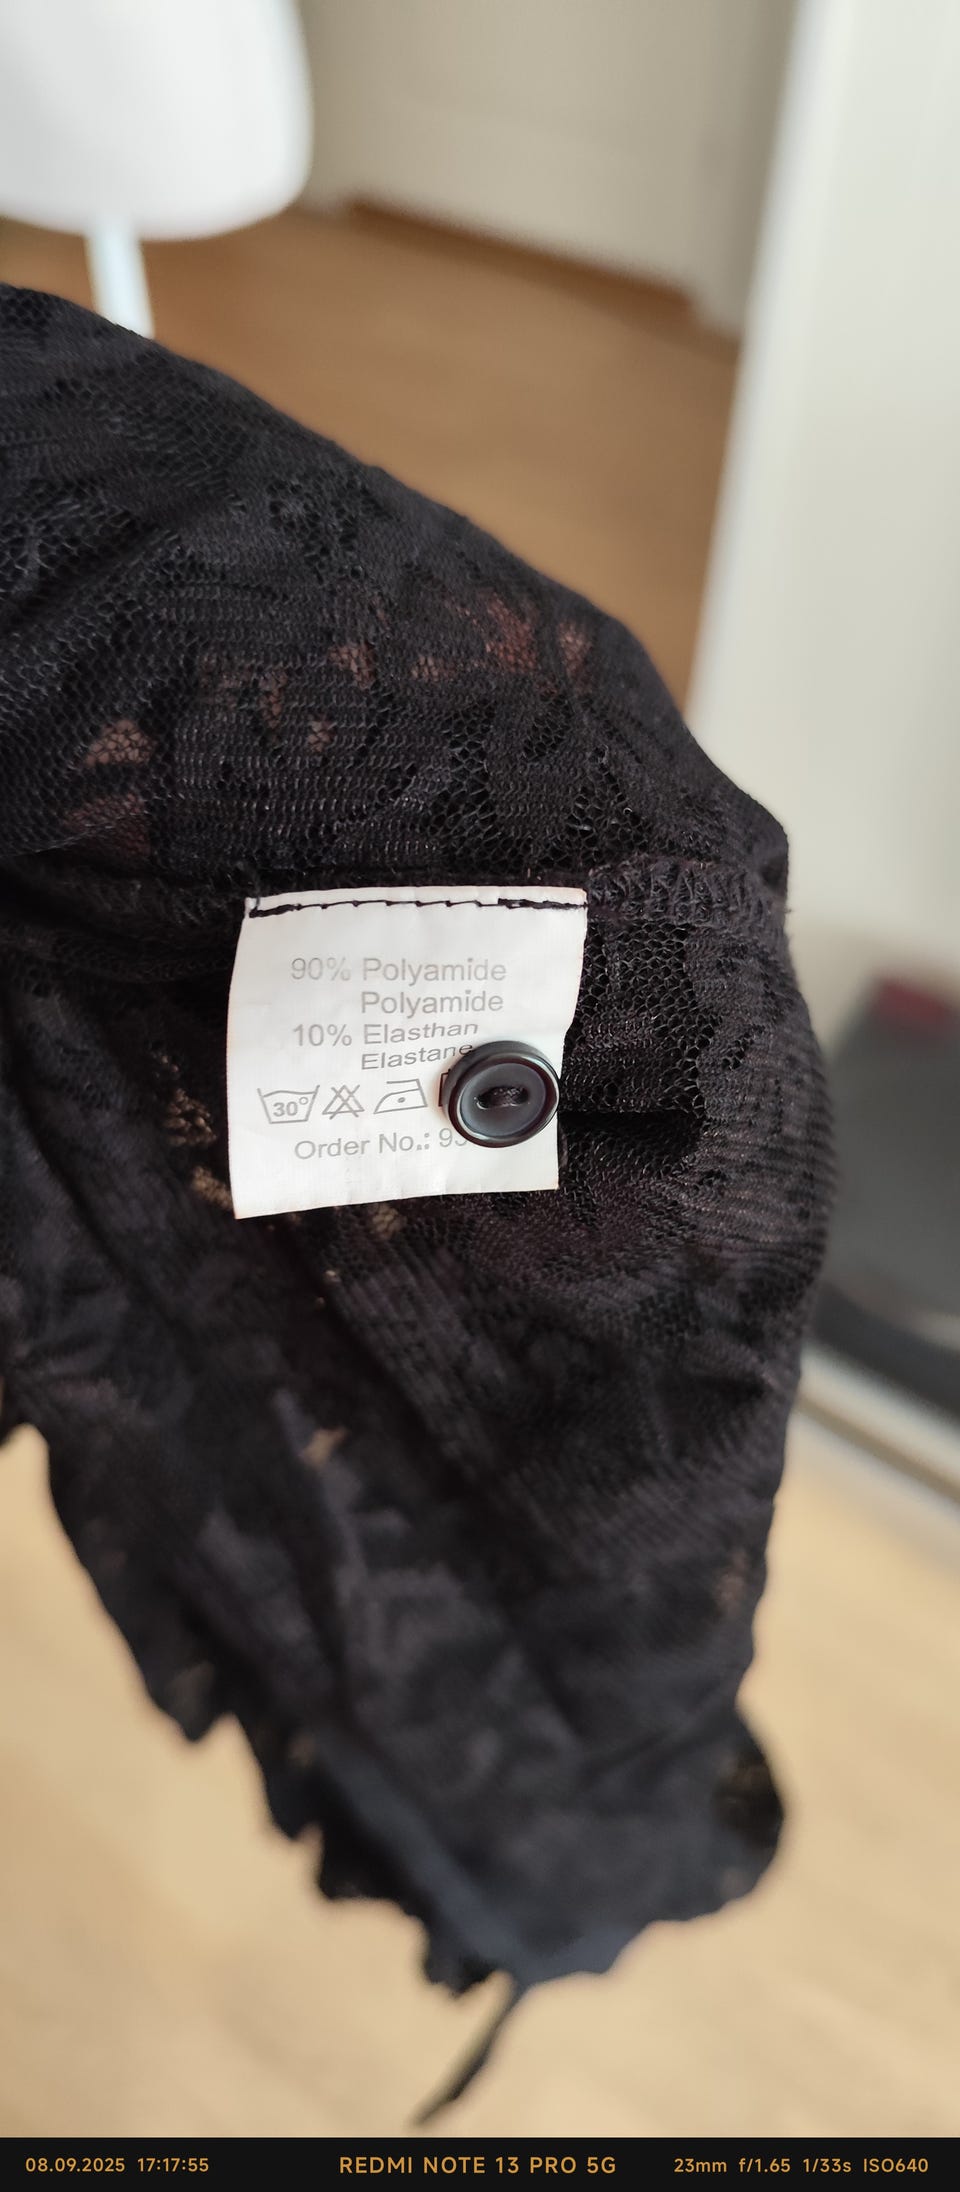 90% Polyamide
Polyamide
10% Elasthan
Elastane
30°
Order No.:
08.09.2025 17:17:55 REDMI NOTE 13 PRO 5G 23mm f/1.65 1/33s ISO640